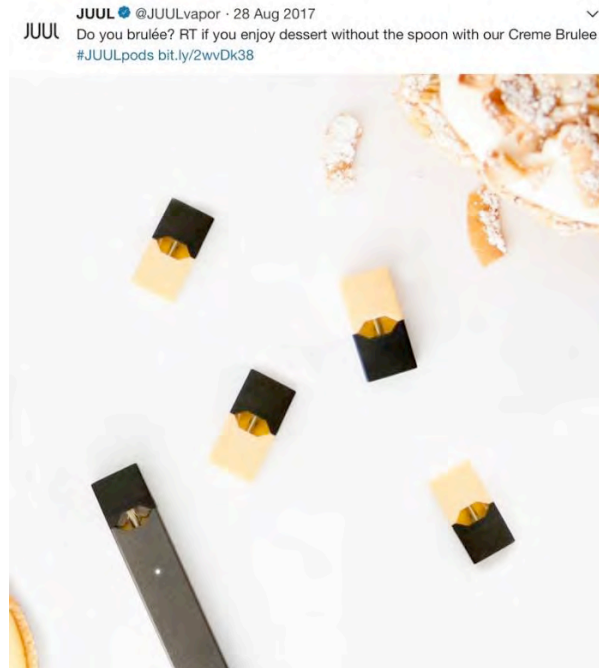 JUUL @JUULvapor · 28 Aug 2017
JUUL Do you brulée? RT if you enjoy dessert without the spoon with our Creme Brulee
#JUULpods bit.ly/2wvDk38